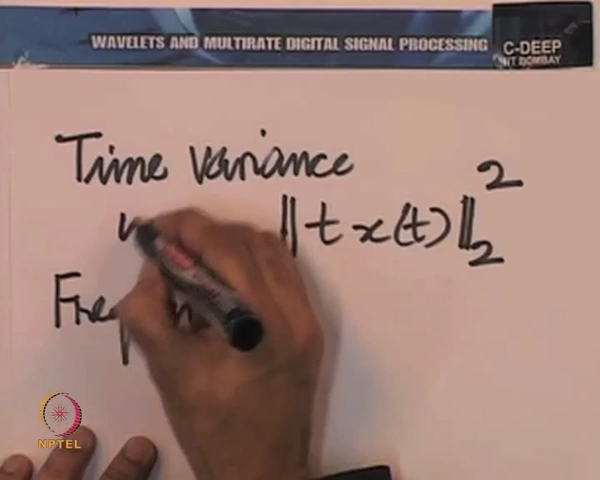 WAVELETS AND MULTIRATE DIGITAL SIGNAL PROCESSING
C-DEEP
IIT BOMBAY
Time variance
|| t x(t) ||₂²
NPTEL